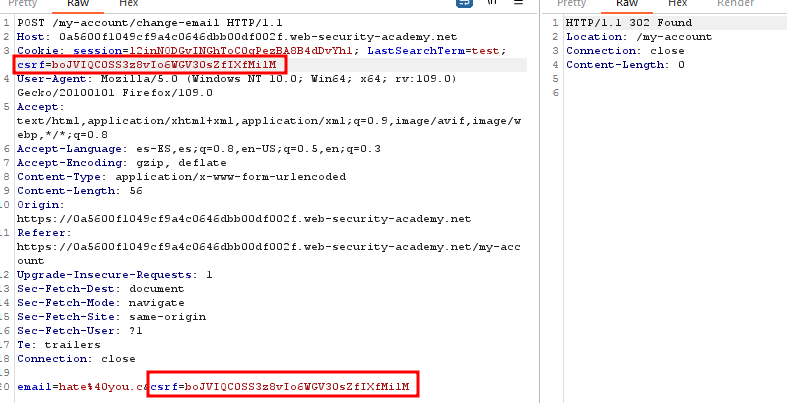 Pretty Raw Hex
1 POST /my-account/change-email HTTP/1.1
2 Host: 0a5600f1049cf9a4c0646dbb00df002f.web-security-academy.net
3 Cookie: session=l2inNODGvINGhToC0qPezBA8B4dDvYhl; LastSearchTerm=test;
csrf=boJVIQCOSS3z8vIo6WGV3OsZfIXfMilM
4 User-Agent: Mozilla/5.0 (Windows NT 10.0; Win64; x64; rv:109.0)
Gecko/20100101 Firefox/109.0
5 Accept:
text/html,application/xhtml+xml,application/xml;q=0.9,image/avif,image/w
ebp,*/*;q=0.8
6 Accept-Language: es-ES,es;q=0.8,en-US;q=0.5,en;q=0.3
7 Accept-Encoding: gzip, deflate
8 Content-Type: application/x-www-form-urlencoded
9 Content-Length: 56
10 Origin:
https://0a5600f1049cf9a4c0646dbb00df002f.web-security-academy.net
11 Referer:
https://0a5600f1049cf9a4c0646dbb00df002f.web-security-academy.net/my-acc
ount
12 Upgrade-Insecure-Requests: 1
13 Sec-Fetch-Dest: document
14 Sec-Fetch-Mode: navigate
15 Sec-Fetch-Site: same-origin
16 Sec-Fetch-User: ?1
17 Te: trailers
18 Connection: close
19
20 email=hate%40you.c&csrf=boJVIQCOSS3z8vIo6WGV3OsZfIXfMilM
Pretty Raw Hex Render
1 HTTP/1.1 302 Found
2 Location: /my-account
3 Connection: close
4 Content-Length: 0
5
6